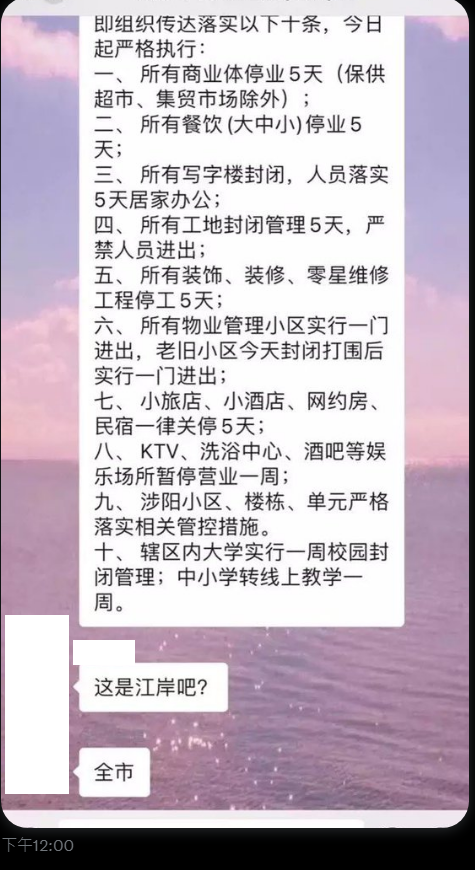 即组织传达落实以下十条，今日
起严格执行：
一、 所有商业体停业5天（保供
超市、集贸市场除外）；
二、 所有餐饮(大中小)停业5
天；
三、 所有写字楼封闭，人员落实
5天居家办公；
四、 所有工地封闭管理5天，严
禁人员进出；
五、 所有装饰、装修、零星维修
工程停工5天；
六、 所有物业管理小区实行一门
进出，老旧小区今天封闭打围后
实行一门进出；
七、 小旅店、小酒店、网约房、
民宿一律关停5天；
八、 KTV、洗浴中心、酒吧等娱
乐场所暂停营业一周；
九、 涉阳小区、楼栋、单元严格
落实相关管控措施。
十、 辖区内大学实行一周校园封
闭管理；中小学转线上教学一
周。
这是江岸吧？
全市
下午12:00